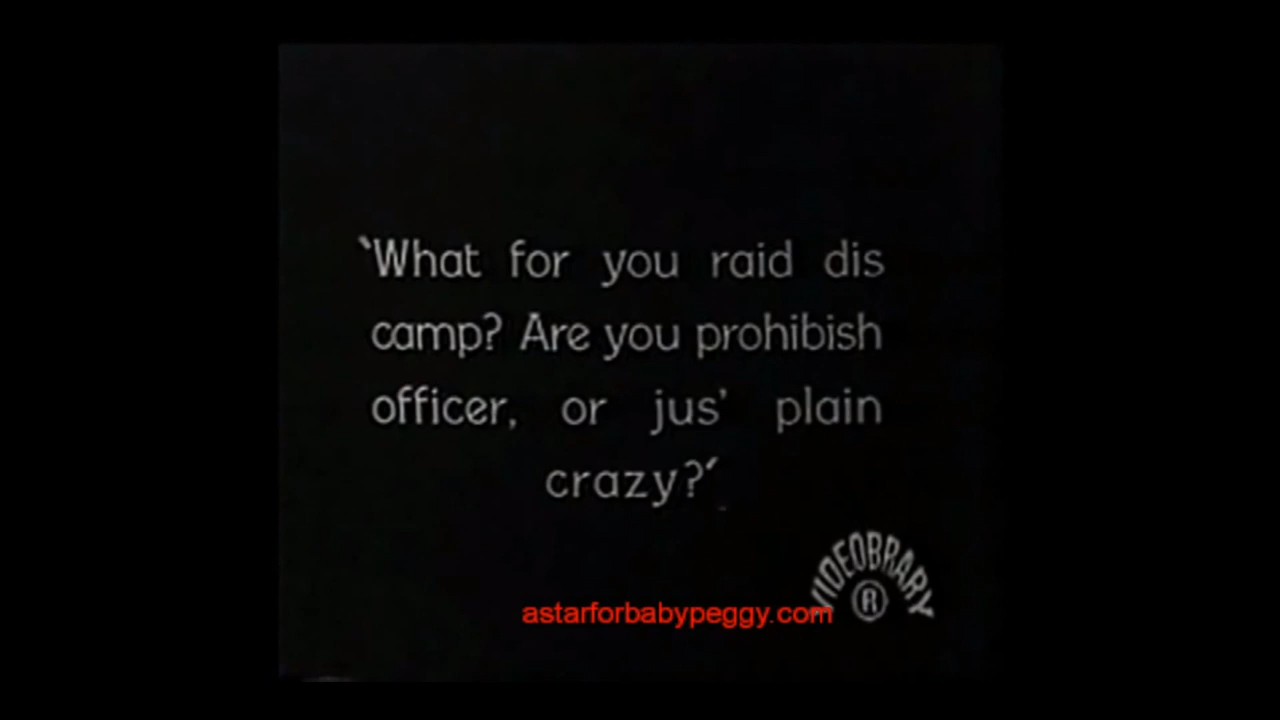 ‵What for you raid dis
camp? Are you prohibish
officer, or jus’ plain
crazy?′
VIDEOBRARY
R
astarforbabypeggy.com